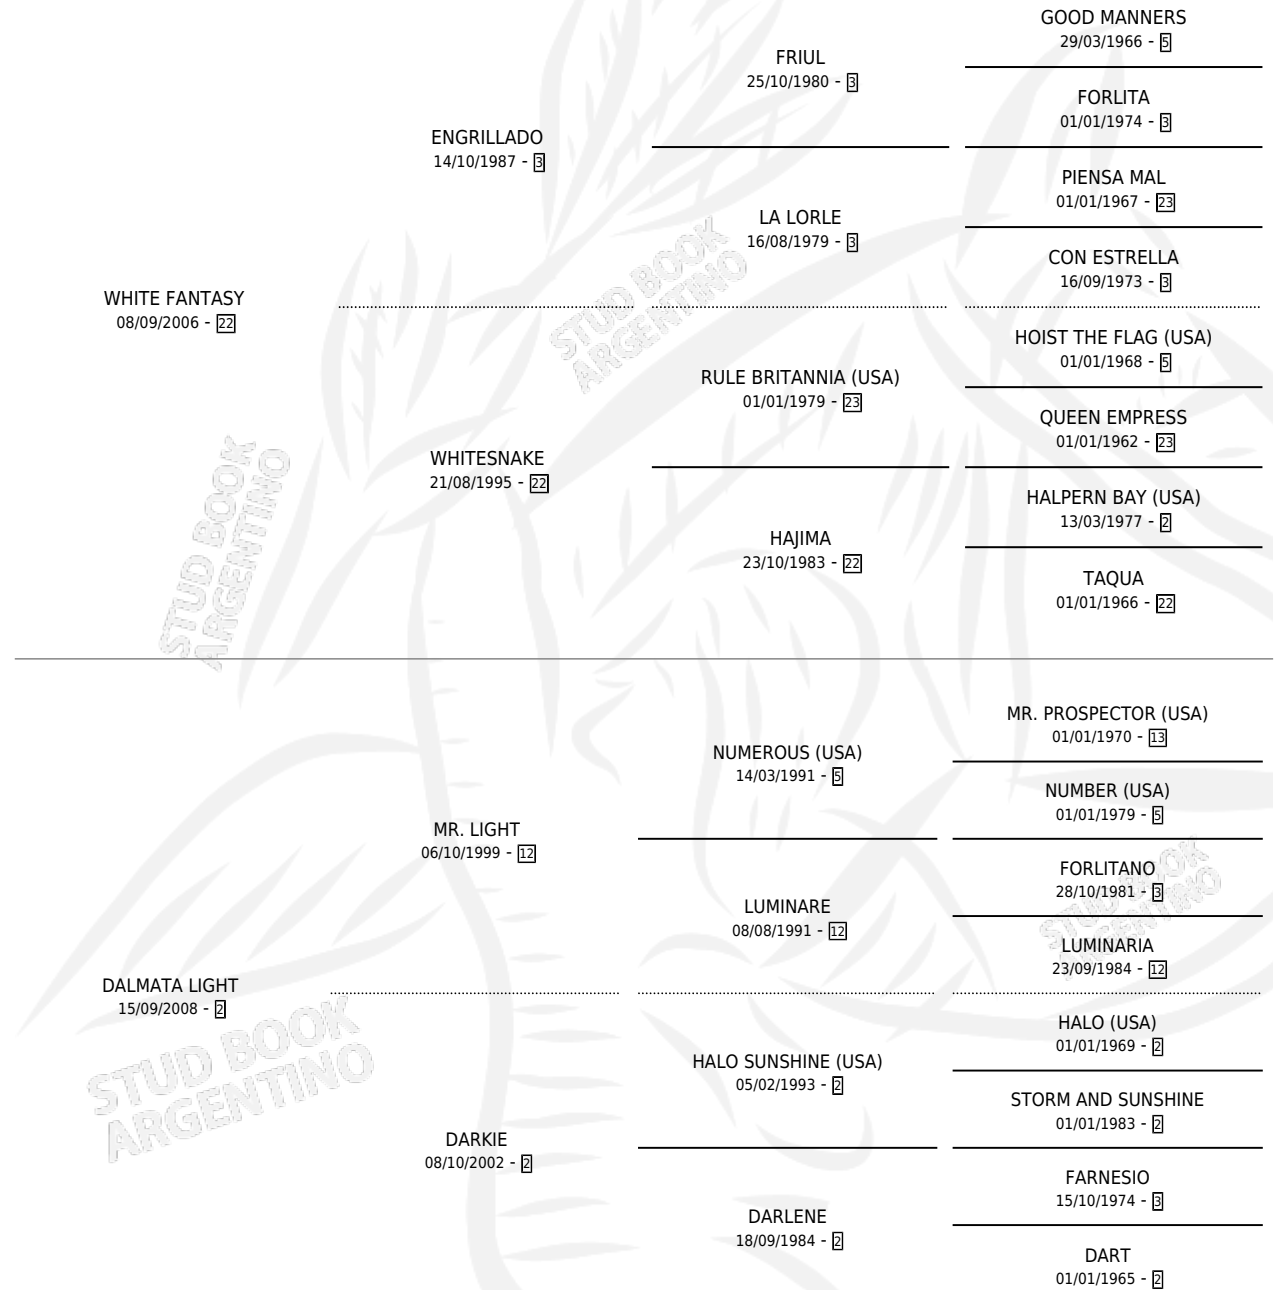 GOOD MANNERS
29/03/1966 - 5
FRIUL
25/10/1980 - 3
FORLITA
01/01/1974 - 3
ENGRILLADO
14/10/1987 - 3
PIENSA MAL
01/01/1967 - 23
LA LORLE
16/08/1979 - 3
CON ESTRELLA
16/09/1973 - 3
WHITE FANTASY
08/09/2006 - 22
HOIST THE FLAG (USA)
01/01/1968 - 5
RULE BRITANNIA (USA)
01/01/1979 - 23
QUEEN EMPRESS
01/01/1962 - 23
WHITESNAKE
21/08/1995 - 22
HALPERN BAY (USA)
13/03/1977 - 2
HAJIMA
23/10/1983 - 22
TAQUA
01/01/1966 - 22
STUD BOOK
ARGENTINO
STUD BOOK
ARGENTINO
MR. PROSPECTOR (USA)
01/01/1970 - 13
NUMEROUS (USA)
14/03/1991 - 5
NUMBER (USA)
01/01/1979 - 5
MR. LIGHT
06/10/1999 - 12
FORLITANO
28/10/1981 - 3
LUMINARE
08/08/1991 - 12
LUMINARIA
23/09/1984 - 12
DALMATA LIGHT
15/09/2008 - 2
HALO (USA)
01/01/1969 - 2
HALO SUNSHINE (USA)
05/02/1993 - 2
STORM AND SUNSHINE
01/01/1983 - 2
DARKIE
08/10/2002 - 2
FARNESIO
15/10/1974 - 3
DARLENE
18/09/1984 - 2
DART
01/01/1965 - 2
STUD BOOK
ARGENTINO
STUD BOOK
ARGENTINO